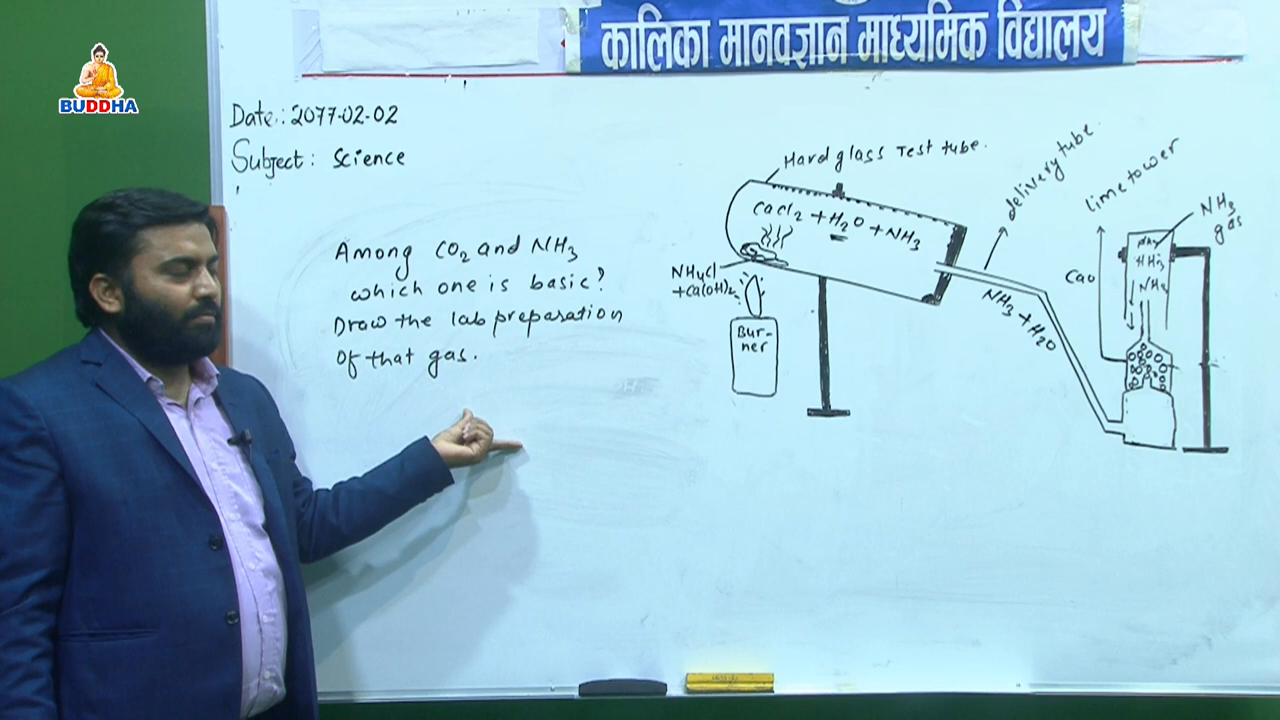 कालिका मानवज्ञान माध्यमिक विद्यालय
BUDDHA
Date: 2077-02-02
Subject: Science
Among CO2 and NH3
which one is basic?
Draw the lab preparation
Of that gas.
Hard glass Test tube.
CaCl2 + H2O + NH3
NH4Cl
+Ca(OH)2
Bur-
ner
delivery tube.
NH3 + H2O
lime tower
CaO
NH3
gas
NH3